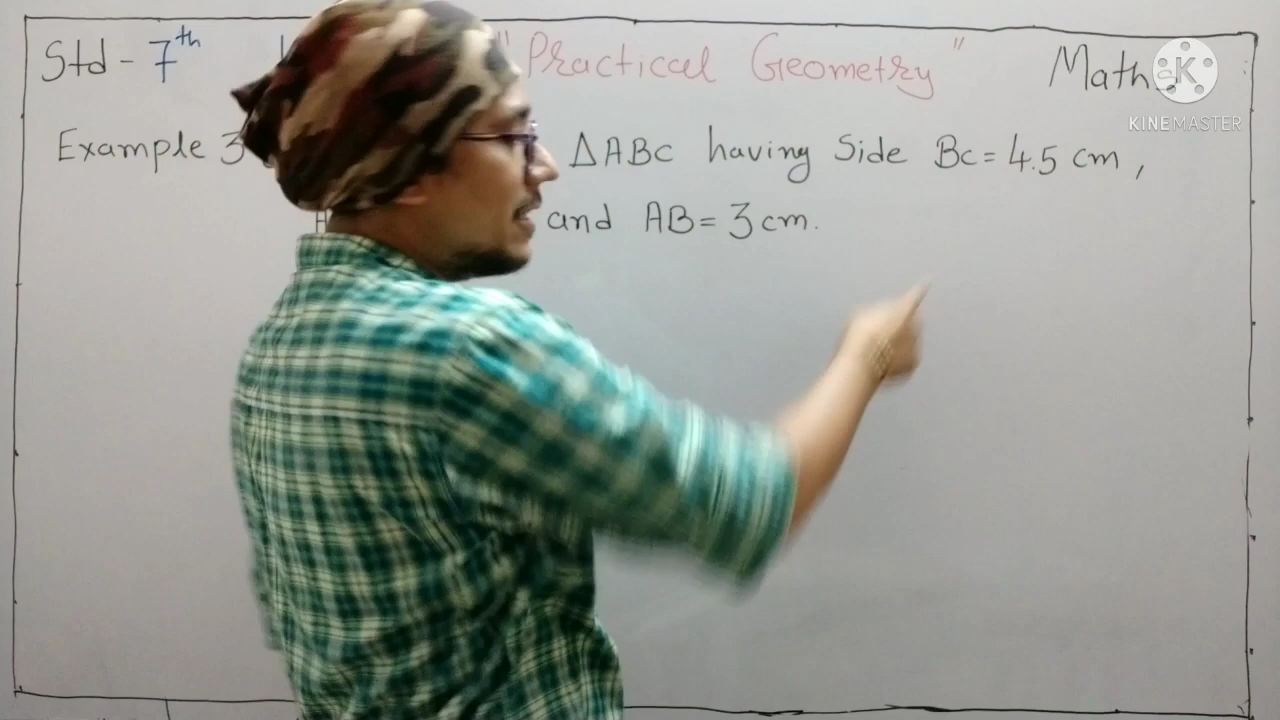 Std - 7th "Practical Geometry" Maths
KINEMASTER
Example 3 ΔABC having Side BC = 4.5 cm,
and AB = 3 cm.